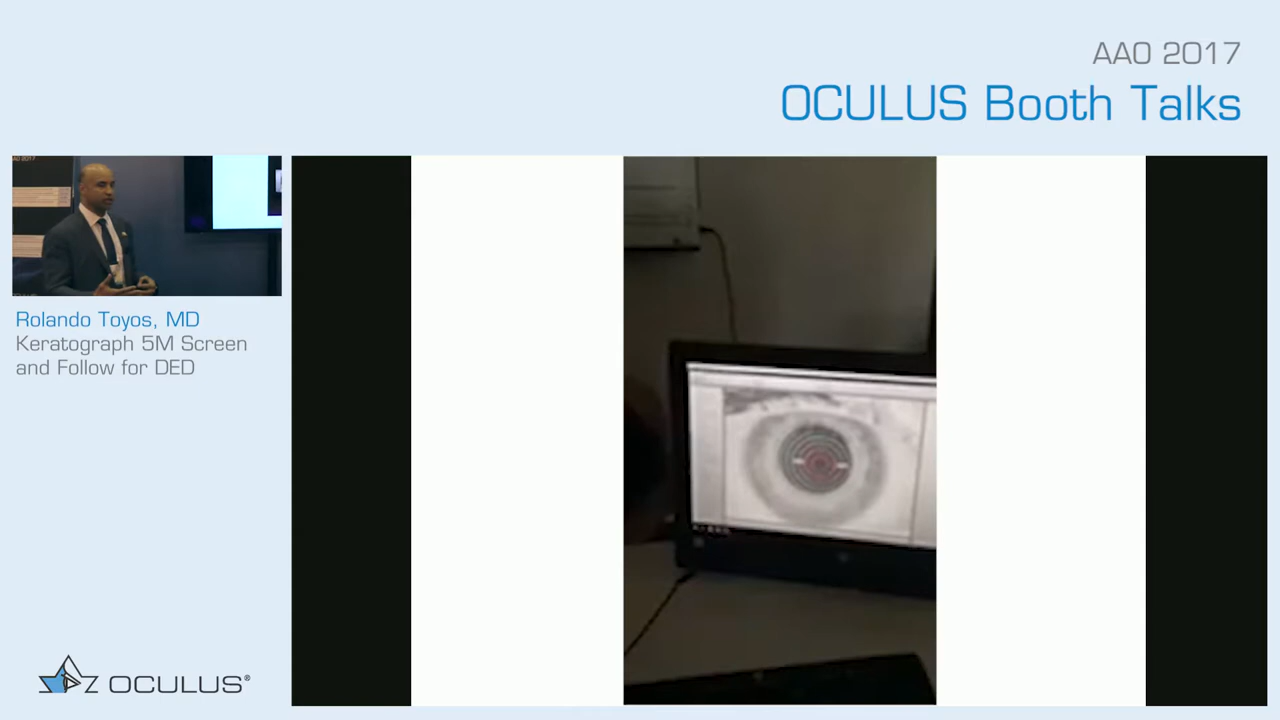 AAO 2017
OCULUS Booth Talks
Rolando Toyos, MD
Keratograph 5M Screen
and Follow for DED
OCULUS®